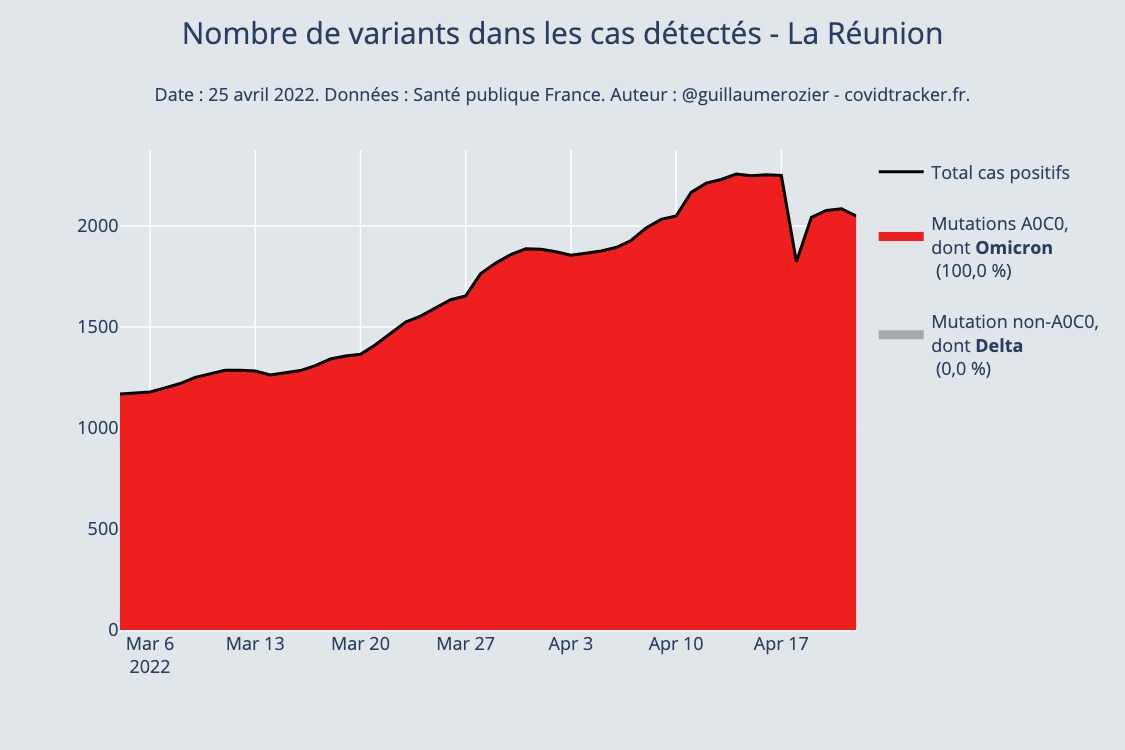 Nombre de variants dans les cas détectés - La Réunion
Date : 25 avril 2022. Données : Santé publique France. Auteur : @guillaumerozier - covidtracker.fr.
Total cas positifs
Mutations A0C0,
dont Omicron
(100,0 %)
Mutation non-A0C0,
dont Delta
(0,0 %)
2000
1500
1000
500
0
Mar 6 Mar 13 Mar 20 Mar 27 Apr 3 Apr 10 Apr 17
2022